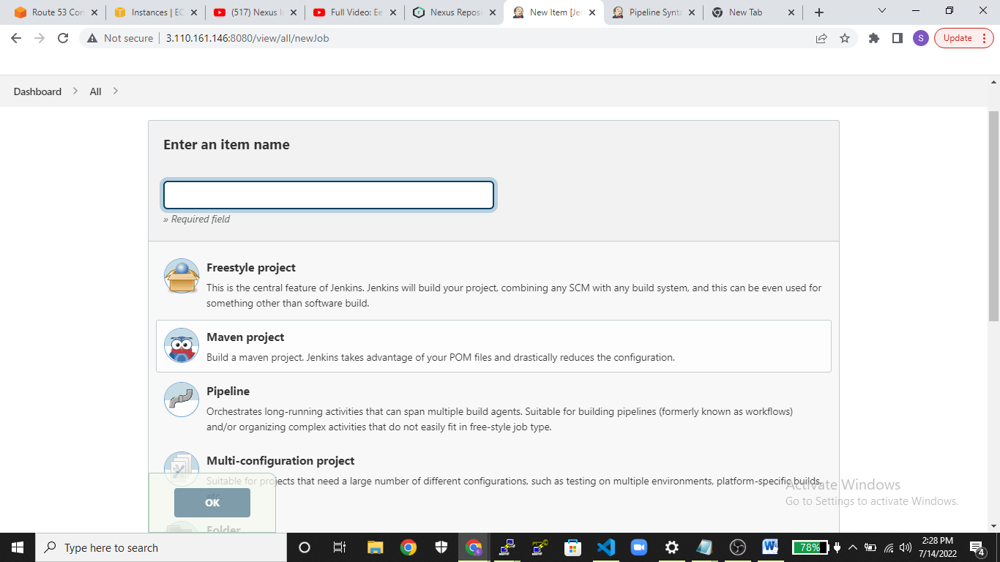 Route 53 Con
Instances | EC
(517) Nexus I
Full Video: Ee
Nexus Reposi
New Item [Je
Pipeline Synta
New Tab
Not secure
3.110.161.146:8080/view/all/newJob
S
Update
Dashboard
All
Enter an item name
» Required field
Freestyle project
This is the central feature of Jenkins. Jenkins will build your project, combining any SCM with any build system, and this can be even used for
something other than software build.
Maven project
Build a maven project. Jenkins takes advantage of your POM files and drastically reduces the configuration.
Pipeline
Orchestrates long-running activities that can span multiple build agents. Suitable for building pipelines (formerly known as workflows)
and/or organizing complex activities that do not easily fit in free-style job type.
Multi-configuration project
Suitable for projects that need a large number of different configurations, such as testing on multiple environments, platform-specific builds,
etc.
OK
Folder
Activate Windows
Go to Settings to activate Windows.
Type here to search
78%
2:28 PM
7/14/2022
4